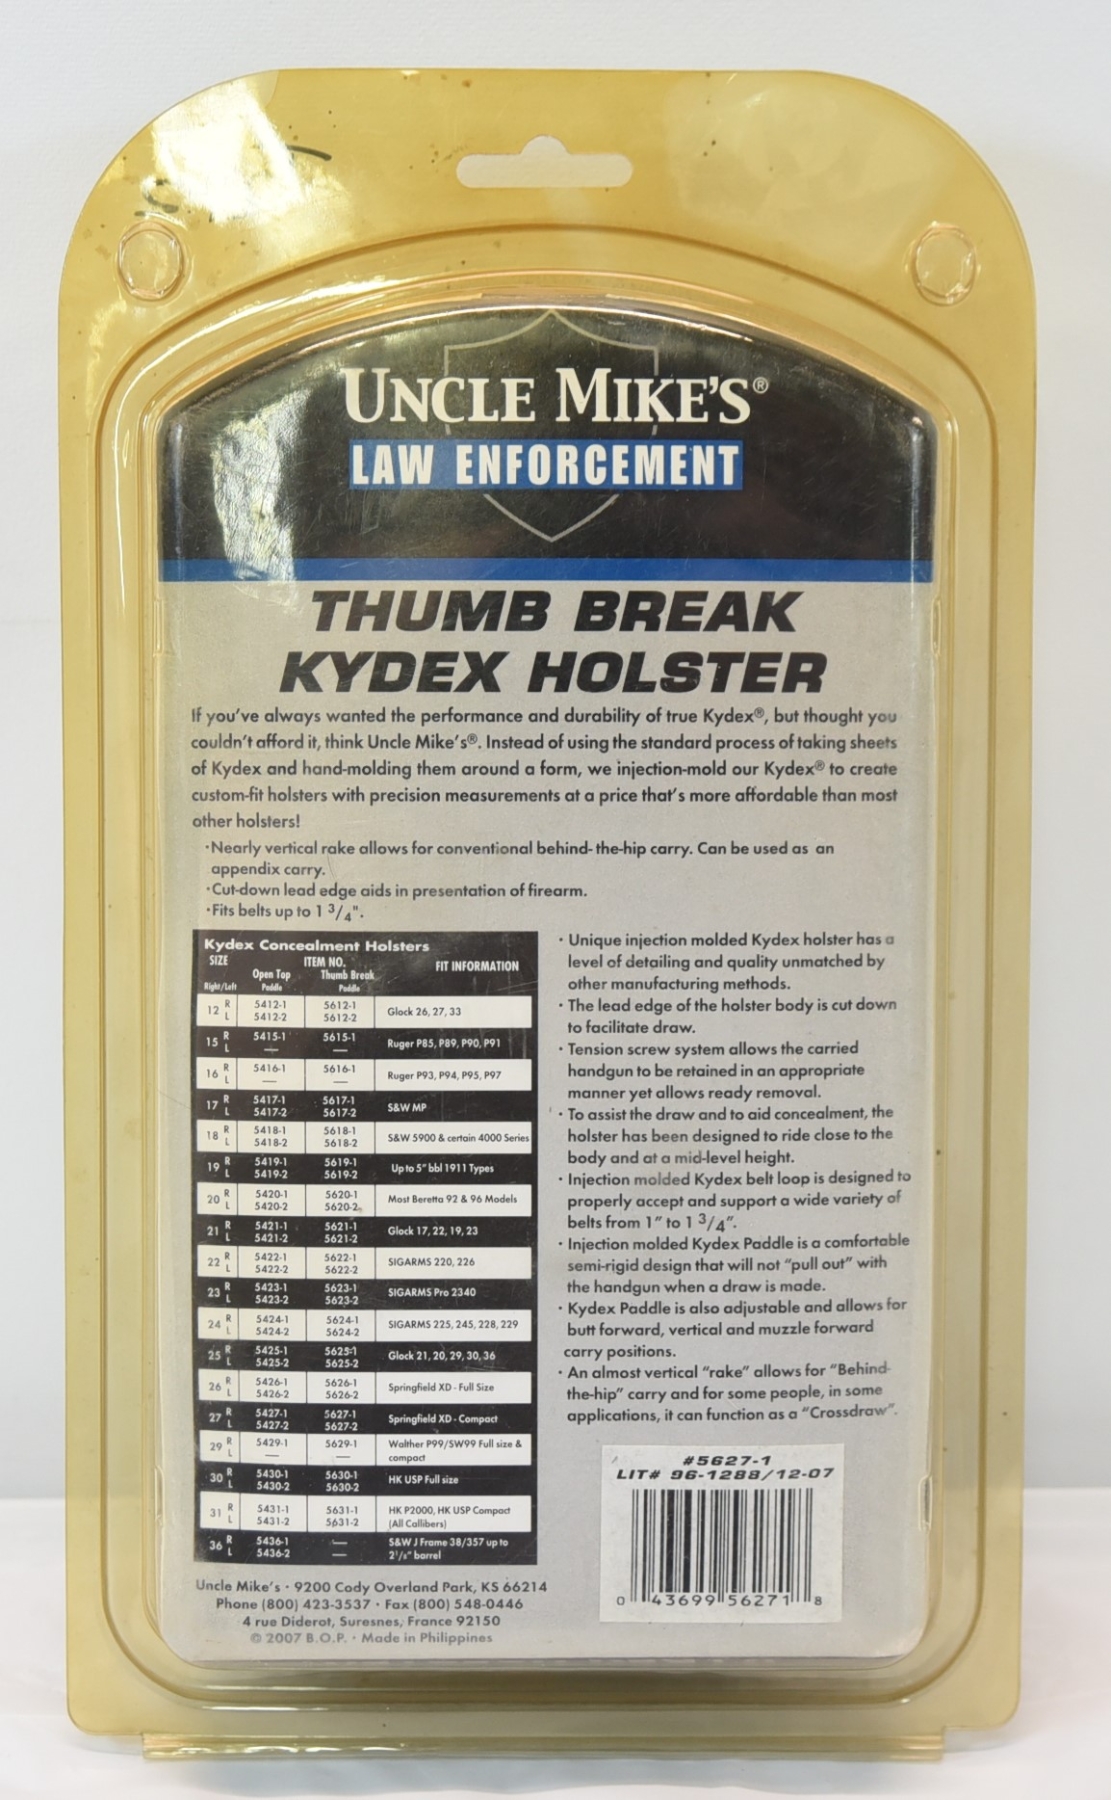 UNCLE MIKE'S®
LAW ENFORCEMENT
THUMB BREAK
KYDEX HOLSTER
If you've always wanted the performance and durability of true Kydex®, but thought you
couldn't afford it, think Uncle Mike's®. Instead of using the standard process of taking sheets
of Kydex and hand-molding them around a form, we injection-mold our Kydex® to create
custom-fit holsters with precision measurements at a price that's more affordable than most
other holsters!
·Nearly vertical rake allows for conventional behind-the-hip carry. Can be used as an
appendix carry.
·Cut-down lead edge aids in presentation of firearm.
·Fits belts up to 1 3/4".
Kydex Concealment Holsters
SIZE ITEM NO. FIT INFORMATION
Open Top Thumb Break
Right/Left Paddle Paddle
12 R 5412-1 5612-1 Glock 26, 27, 33
L 5412-2 5612-2
15 R 5415-1 5615-1 Ruger P85, P89, P90, P91
L — —
16 R 5416-1 5616-1 Ruger P93, P94, P95, P97
L — —
17 R 5417-1 5617-1 S&W MP
L 5417-2 5617-2
18 R 5418-1 5618-1 S&W 5900 & certain 4000 Series
L 5418-2 5618-2
19 R 5419-1 5619-1 Up to 5" bbl 1911 Types
L 5419-2 5619-2
20 R 5420-1 5620-1 Most Beretta 92 & 96 Models
L 5420-2 5620-2
21 R 5421-1 5621-1 Glock 17, 22, 19, 23
L 5421-2 5621-2
22 R 5422-1 5622-1 SIGARMS 220, 226
L 5422-2 5622-2
23 R 5423-1 5623-1 SIGARMS Pro 2340
L 5423-2 5623-2
24 R 5424-1 5624-1 SIGARMS 225, 245, 228, 229
L 5424-2 5624-2
25 R 5425-1 5625-1 Glock 21, 20, 29, 30, 36
L 5425-2 5625-2
26 R 5426-1 5626-1 Springfield XD - Full Size
L 5426-2 5626-2
27 R 5427-1 5627-1 Springfield XD - Compact
L 5427-2 5627-2
29 R 5429-1 5629-1 Walther P99/SW99 Full size &
L — — compact
30 R 5430-1 5630-1 HK USP Full size
L 5430-2 5630-2
31 R 5431-1 5631-1 HK P2000, HK USP Compact
L 5431-2 5631-2 (All Callibers)
36 R 5436-1 — S&W J Frame 38/357 up to
L 5436-2 — 2¹/₈" barrel
· Unique injection molded Kydex holster has a
level of detailing and quality unmatched by
other manufacturing methods.
· The lead edge of the holster body is cut down
to facilitate draw.
· Tension screw system allows the carried
handgun to be retained in an appropriate
manner yet allows ready removal.
· To assist the draw and to aid concealment, the
holster has been designed to ride close to the
body and at a mid-level height.
· Injection molded Kydex belt loop is designed to
properly accept and support a wide variety of
belts from 1" to 1 3/4".
· Injection molded Kydex Paddle is a comfortable
semi-rigid design that will not "pull out" with
the handgun when a draw is made.
· Kydex Paddle is also adjustable and allows for
butt forward, vertical and muzzle forward
carry positions.
· An almost vertical "rake" allows for "Behind-
the-hip" carry and for some people, in some
applications, it can function as a "Crossdraw".
#5627-1
LIT# 96-1288/12-07
0 43699 56271 8
Uncle Mike's · 9200 Cody Overland Park, KS 66214
Phone (800) 423-3537 · Fax (800) 548-0446
4 rue Diderot, Suresnes, France 92150
© 2007 B.O.P. · Made in Philippines